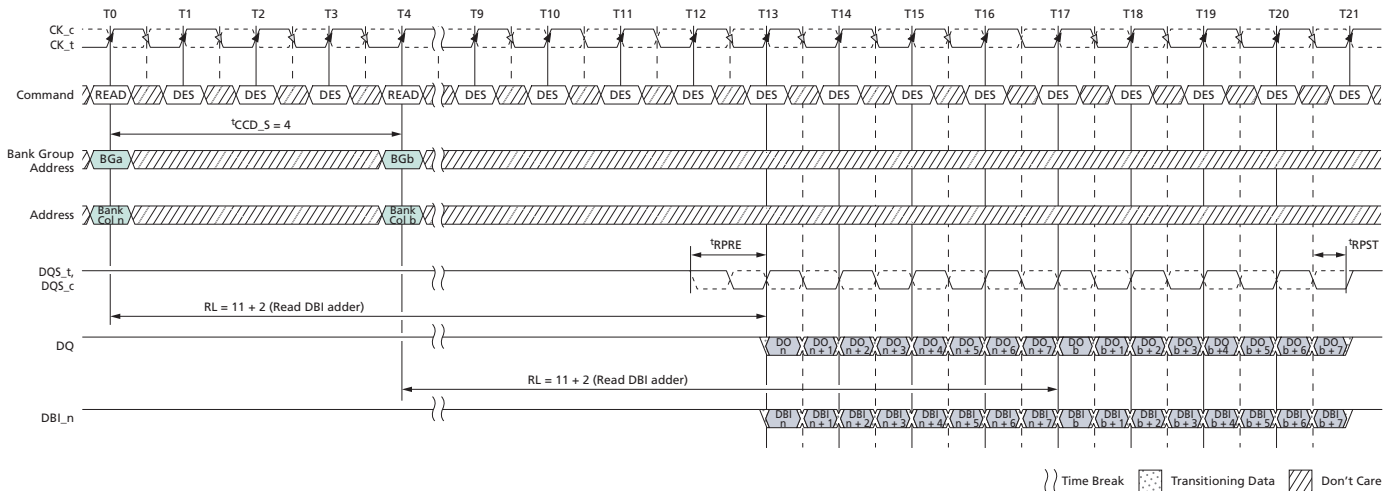 T0 T1 T2 T3 T4 T9 T10 T11 T12 T13 T14 T15 T16 T17 T18 T19 T20 T21
CK_c
CK_t
Command READ DES DES DES READ DES DES DES DES DES DES DES DES DES DES DES DES DES
tCCD_S = 4
Bank Group
Address
BGa BGb
Address
Bank
Col n
Bank
Col b
tRPRE tRPST
DQS_t,
DQS_c
RL = 11 + 2 (Read DBI adder)
DQ
DO n DO n + 1 DO n + 2 DO n + 3 DO n + 4 DO n + 5 DO n + 6 DO n + 7 DO b DO b + 1 DO b + 2 DO b + 3 DO b +4 DO b + 5 DO b + 6 DO b + 7
RL = 11 + 2 (Read DBI adder)
DBI_n
DBI n DBI n + 1 DBI n + 2 DBI n + 3 DBI n + 4 DBI n + 5 DBI n + 6 DBI n + 7 DBI b DBI b + 1 DBI b + 2 DBI b + 3 DBI b + 4 DBI b + 5 DBI b + 6 DBI b + 7
Time Break Transitioning Data Don't Care